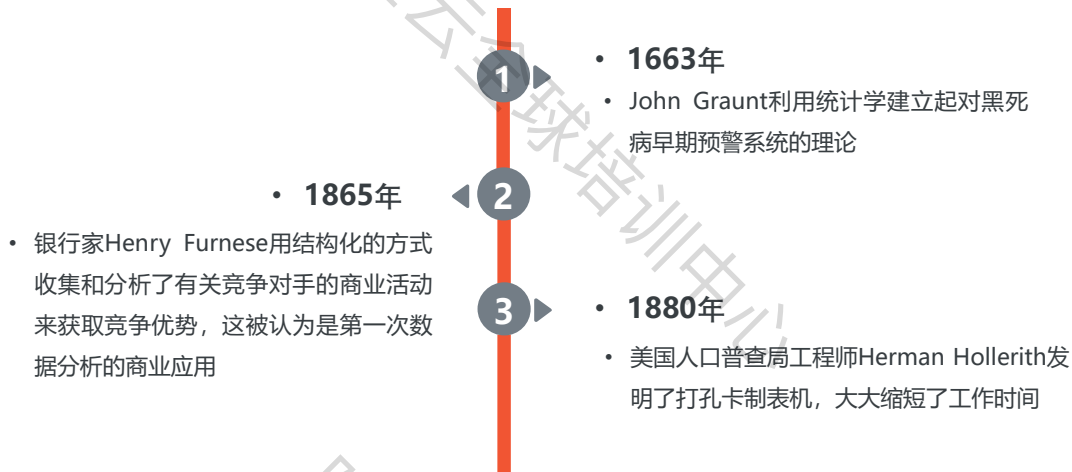 1
• 1663年
• John Graunt利用统计学建立起对黑死
病早期预警系统的理论
2
• 1865年
• 银行家Henry Furnese用结构化的方式
收集和分析了有关竞争对手的商业活动
来获取竞争优势，这被认为是第一次数
据分析的商业应用
3
• 1880年
• 美国人口普查局工程师Herman Hollerith发
明了打孔卡制表机，大大缩短了工作时间
云全球培训中心